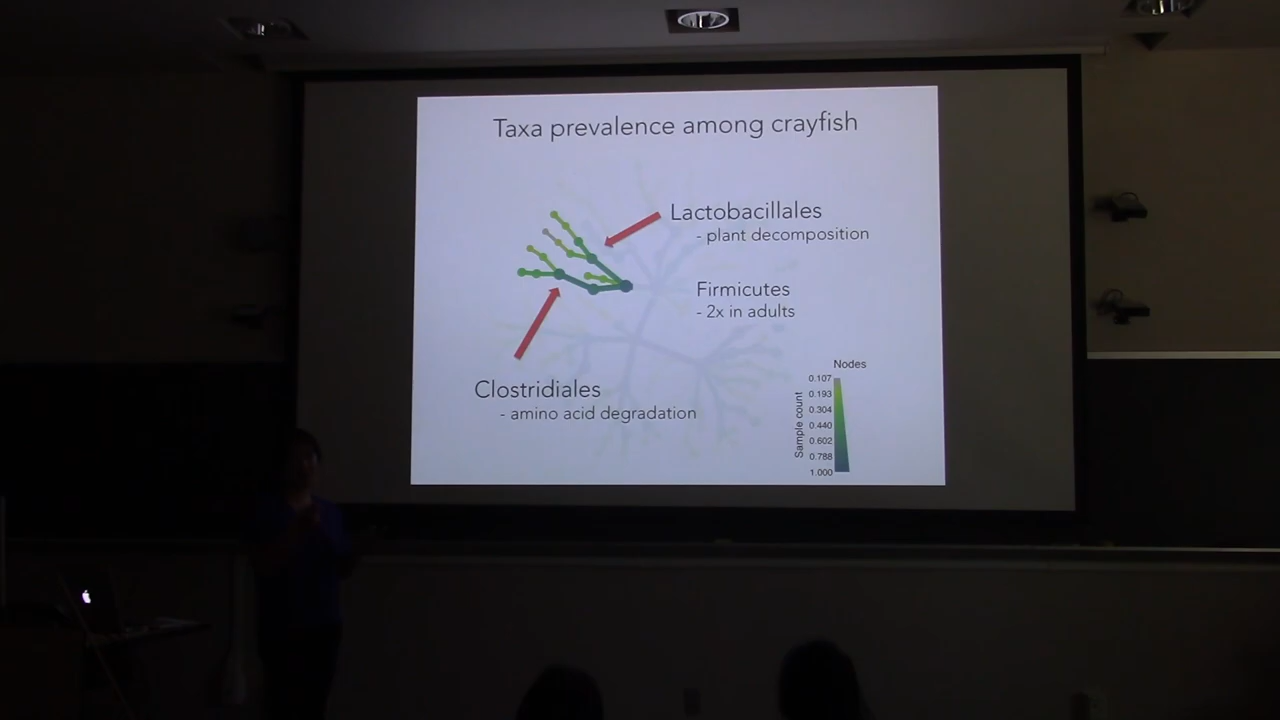 Taxa prevalence among crayfish
Lactobacillales
- plant decomposition
Firmicutes
- 2x in adults
Clostridiales
- amino acid degradation
Nodes
0.107
0.193
0.304
0.440
0.602
0.788
1.000
Sample count